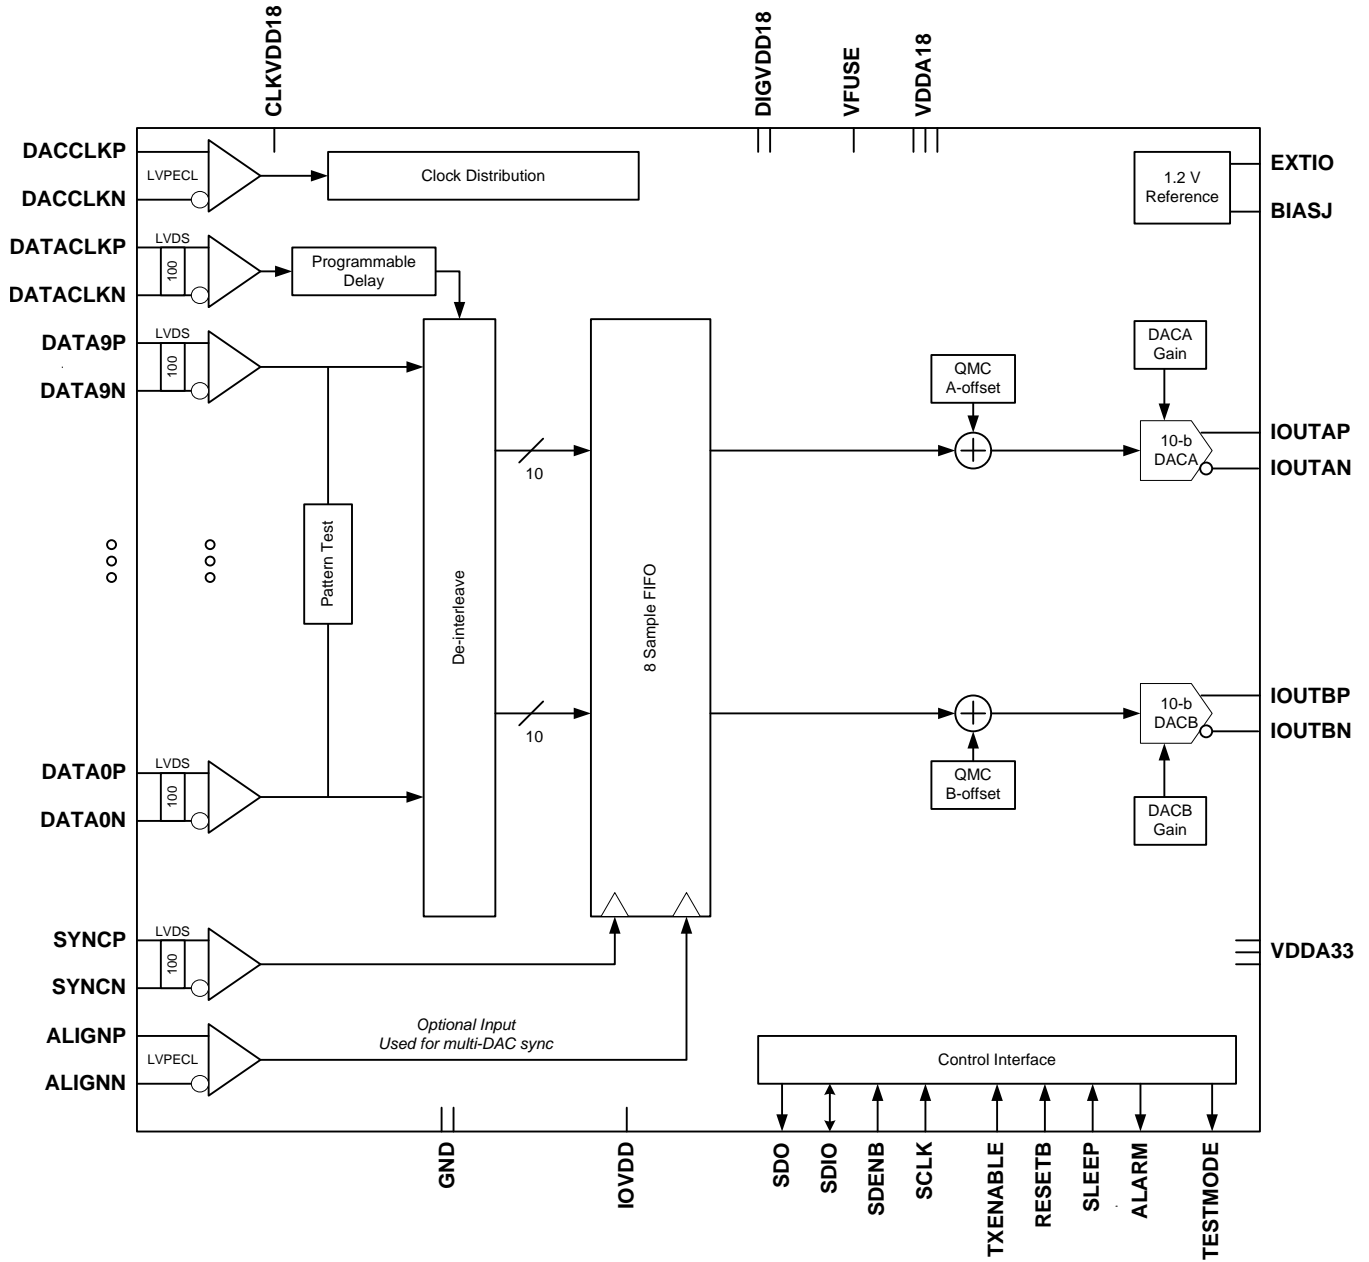 CLKVDD18
DIGVDD18
VFUSE
VDDA18
DACCLKP
LVPECL
DACCLKN
Clock Distribution
1.2 V
Reference
EXTIO
BIASJ
DATACLKP
LVDS
100
DATACLKN
Programmable
Delay
DATA9P
LVDS
100
DATA9N
DACA
Gain
QMC
A-offset
10
10-b
DACA
IOUTAP
IOUTAN
Pattern Test
De-interleave
8 Sample FIFO
10
10-b
DACB
IOUTBP
IOUTBN
QMC
B-offset
DACB
Gain
DATA0P
LVDS
100
DATA0N
SYNCP
LVDS
100
SYNCN
VDDA33
ALIGNP
LVPECL
ALIGNN
Optional Input
Used for multi-DAC sync
Control Interface
GND
IOVDD
SDO
SDIO
SDENB
SCLK
TXENABLE
RESETB
SLEEP
ALARM
TESTMODE